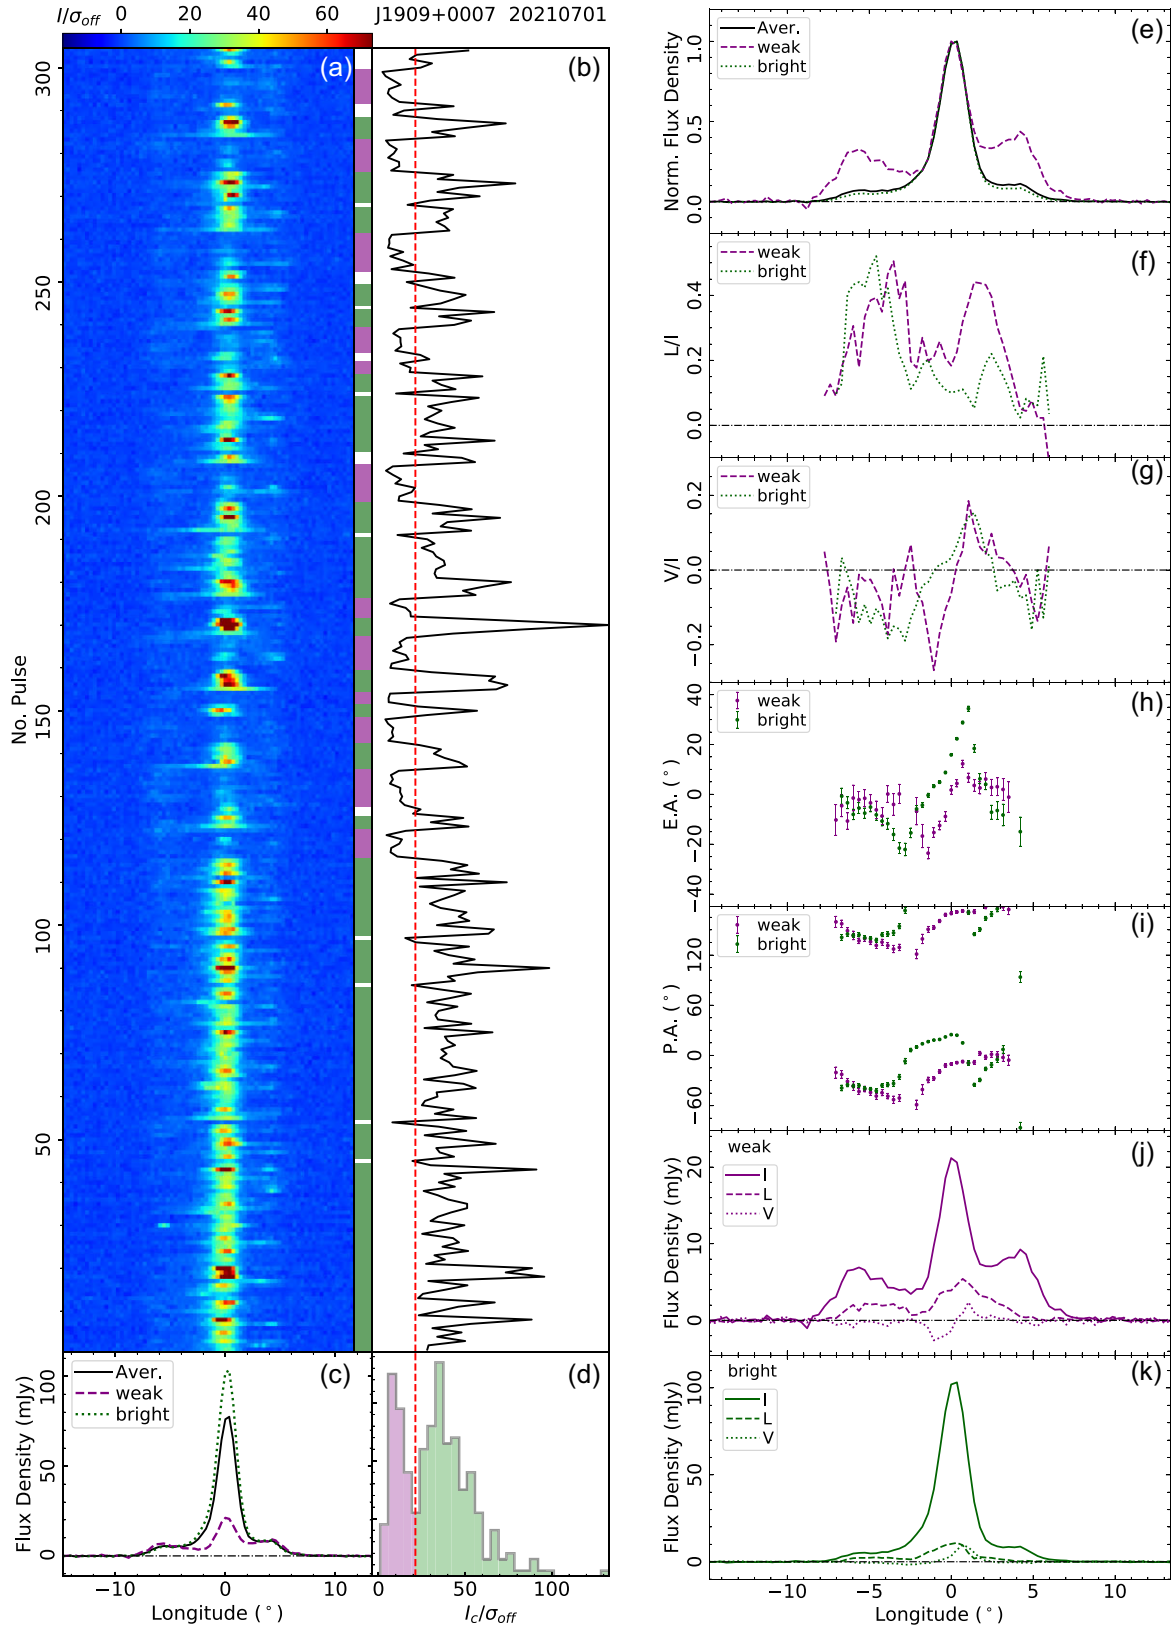 I/σoff 0 20 40 60
J1909+0007 20210701
(a)
(b)
No. Pulse
300
250
200
150
100
50
(c)
Aver.
weak
bright
Flux Density (mJy)
100
50
0
−10 0 10
Longitude (°)
(d)
0 50 100
Ic/σoff
(e)
Aver.
weak
bright
Norm. Flux Density
1.0
0.5
0.0
(f)
weak
bright
L/I
0.4
0.2
0.0
(g)
weak
bright
V/I
0.2
0.0
−0.2
(h)
weak
bright
E.A. (°)
40
20
0
−20
−40
(i)
weak
bright
P.A. (°)
120
60
0
−60
(j)
weak
I
L
V
Flux Density (mJy)
20
10
0
(k)
bright
I
L
V
Flux Density (mJy)
100
50
0
−10 −5 0 5 10
Longitude (°)